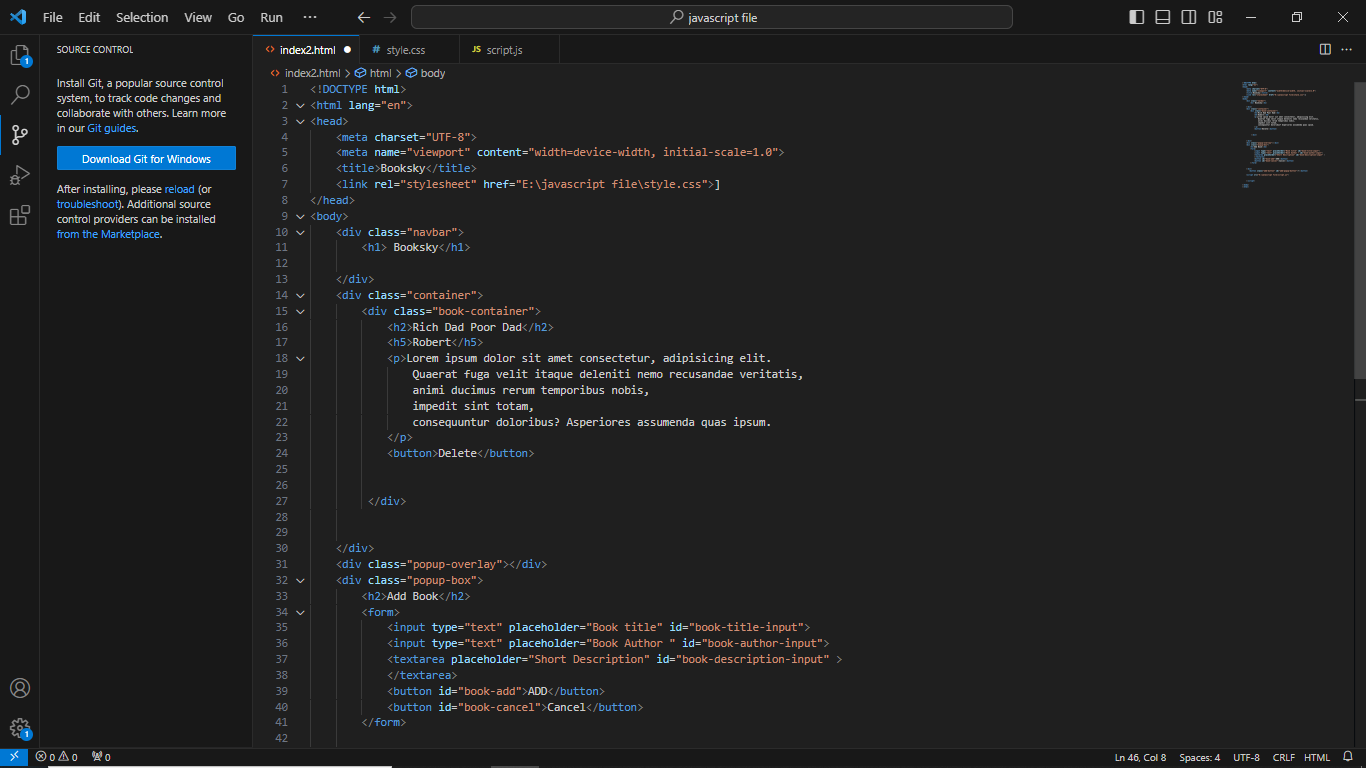 File Edit Selection View Go Run ··· javascript file
SOURCE CONTROL
Install Git, a popular source control
system, to track code changes and
collaborate with others. Learn more
in our Git guides.
Download Git for Windows
After installing, please reload (or
troubleshoot). Additional source
control providers can be installed
from the Marketplace.
index2.html style.css JS script.js
index2.html > html > body
1 <!DOCTYPE html>
2 <html lang="en">
3 <head>
4 <meta charset="UTF-8">
5 <meta name="viewport" content="width=device-width, initial-scale=1.0">
6 <title>Booksky</title>
7 <link rel="stylesheet" href="E:\javascript file\style.css">]
8 </head>
9 <body>
10 <div class="navbar">
11 <h1> Booksky</h1>
12
13 </div>
14 <div class="container">
15 <div class="book-container">
16 <h2>Rich Dad Poor Dad</h2>
17 <h5>Robert</h5>
18 <p>Lorem ipsum dolor sit amet consectetur, adipisicing elit.
19 Quaerat fuga velit itaque deleniti nemo recusandae veritatis,
20 animi ducimus rerum temporibus nobis,
21 impedit sint totam,
22 consequuntur doloribus? Asperiores assumenda quas ipsum.
23 </p>
24 <button>Delete</button>
25
26
27 </div>
28
29
30 </div>
31 <div class="popup-overlay"></div>
32 <div class="popup-box">
33 <h2>Add Book</h2>
34 <form>
35 <input type="text" placeholder="Book title" id="book-title-input">
36 <input type="text" placeholder="Book Author " id="book-author-input">
37 <textarea placeholder="Short Description" id="book-description-input" >
38 </textarea>
39 <button id="book-add">ADD</button>
40 <button id="book-cancel">Cancel</button>
41 </form>
42
1
1
0 0 0 Ln 46, Col 8 Spaces: 4 UTF-8 CRLF HTML